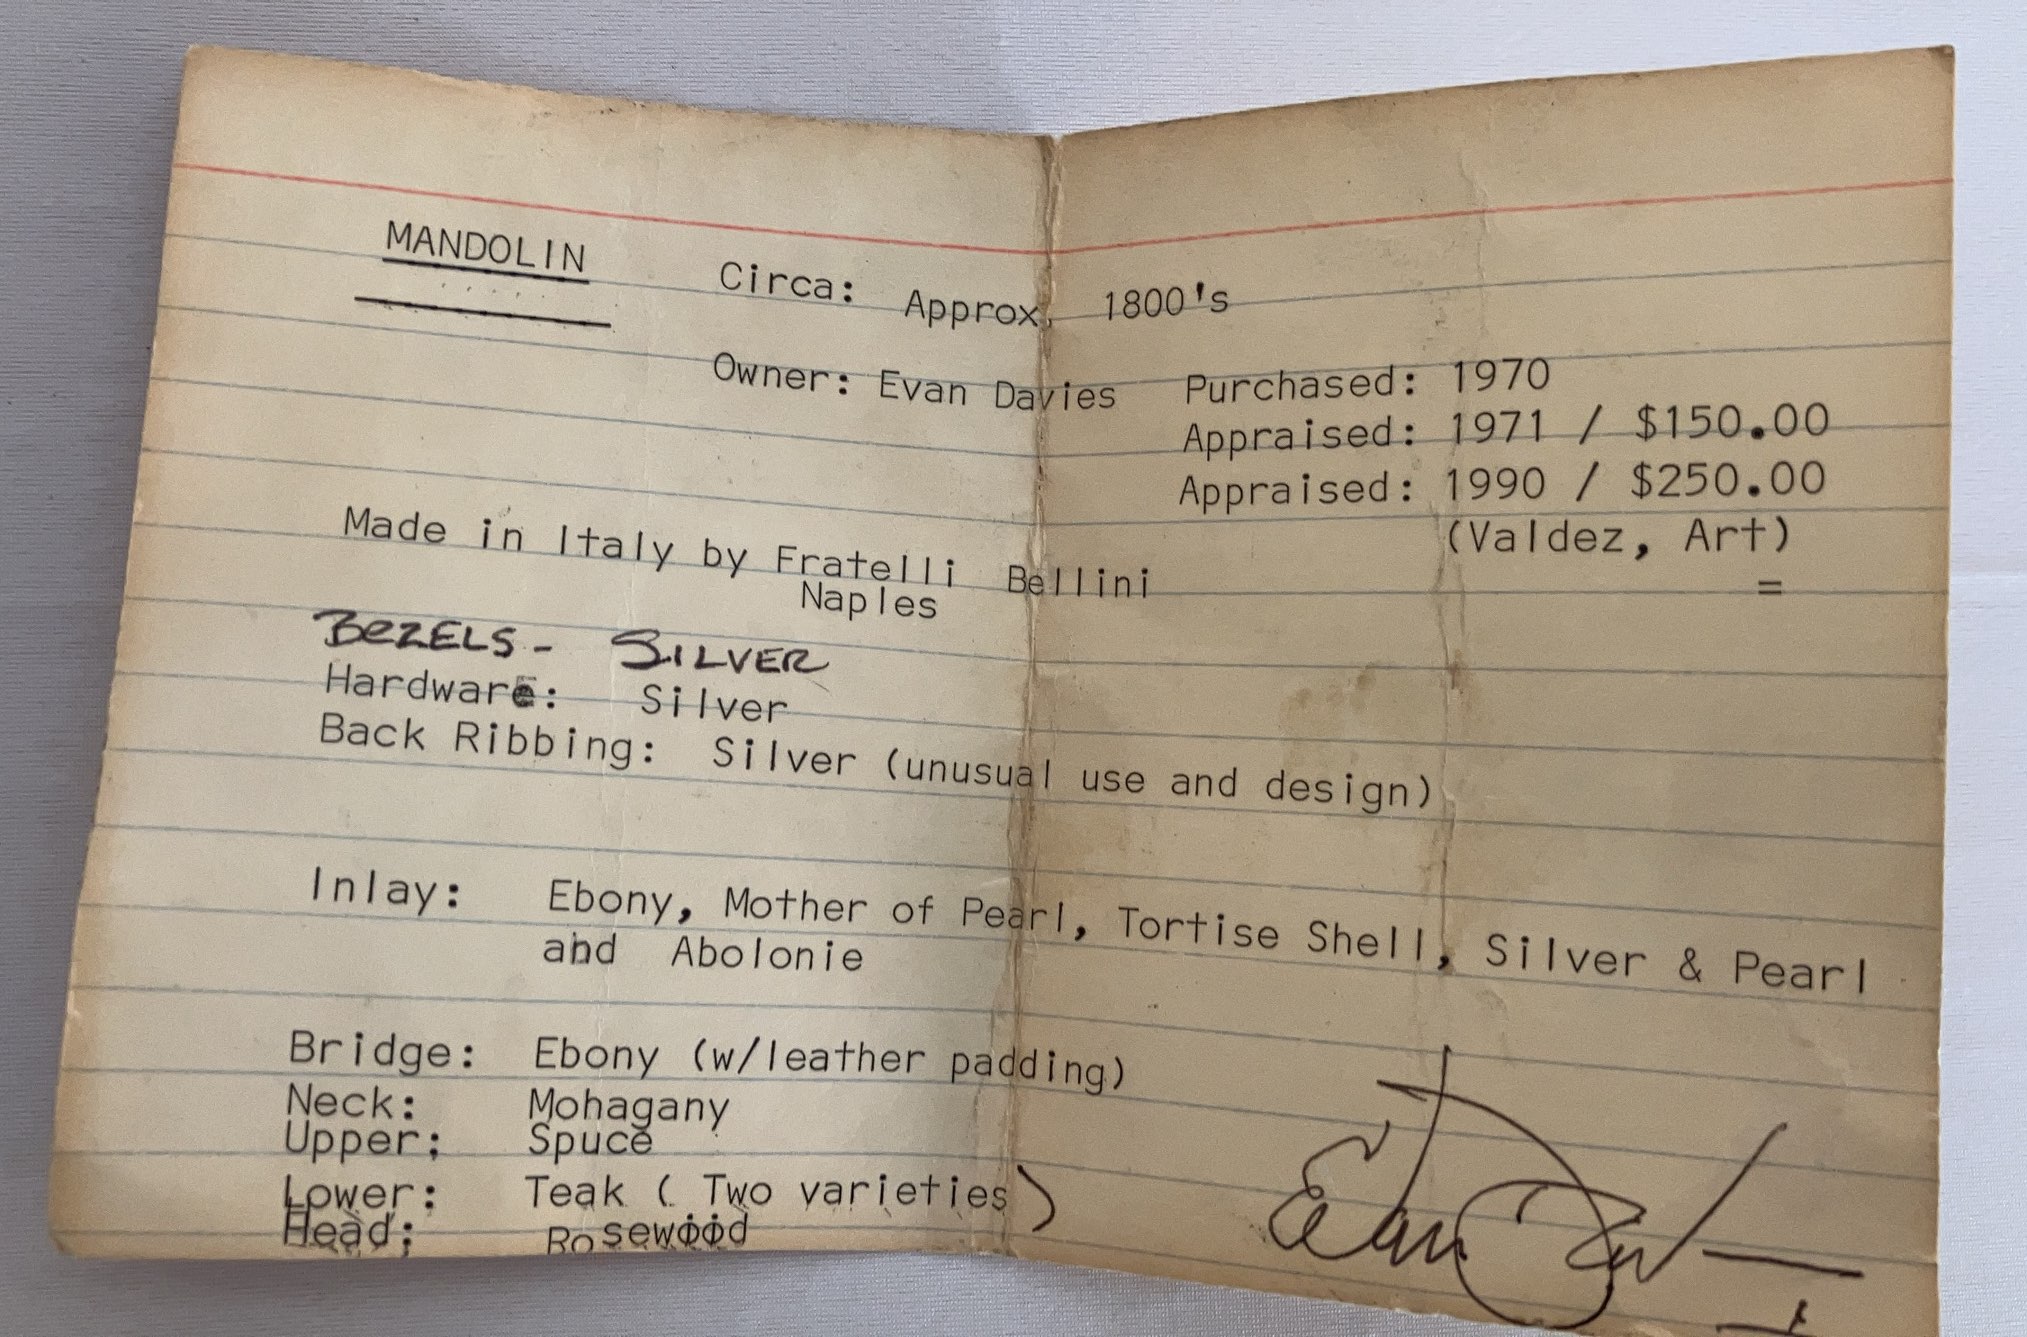 MANDOLIN Circa: Approx. 1800's
Owner: Evan Davies Purchased: 1970
Appraised: 1971 / $150.00
Appraised: 1990 / $250.00
(Valdez, Art)
=
Made in Italy by Fratelli Bellini
Naples
BEZELS - SILVER
Hardware: Silver
Back Ribbing: Silver (unusual use and design)
Inlay: Ebony, Mother of Pearl, Tortise Shell, Silver & Pearl
and Abolonie
Bridge: Ebony (w/leather padding)
Neck: Mohagany
Upper: Spuce
Lower: Teak ( Two varieties)
Head: Rosewood